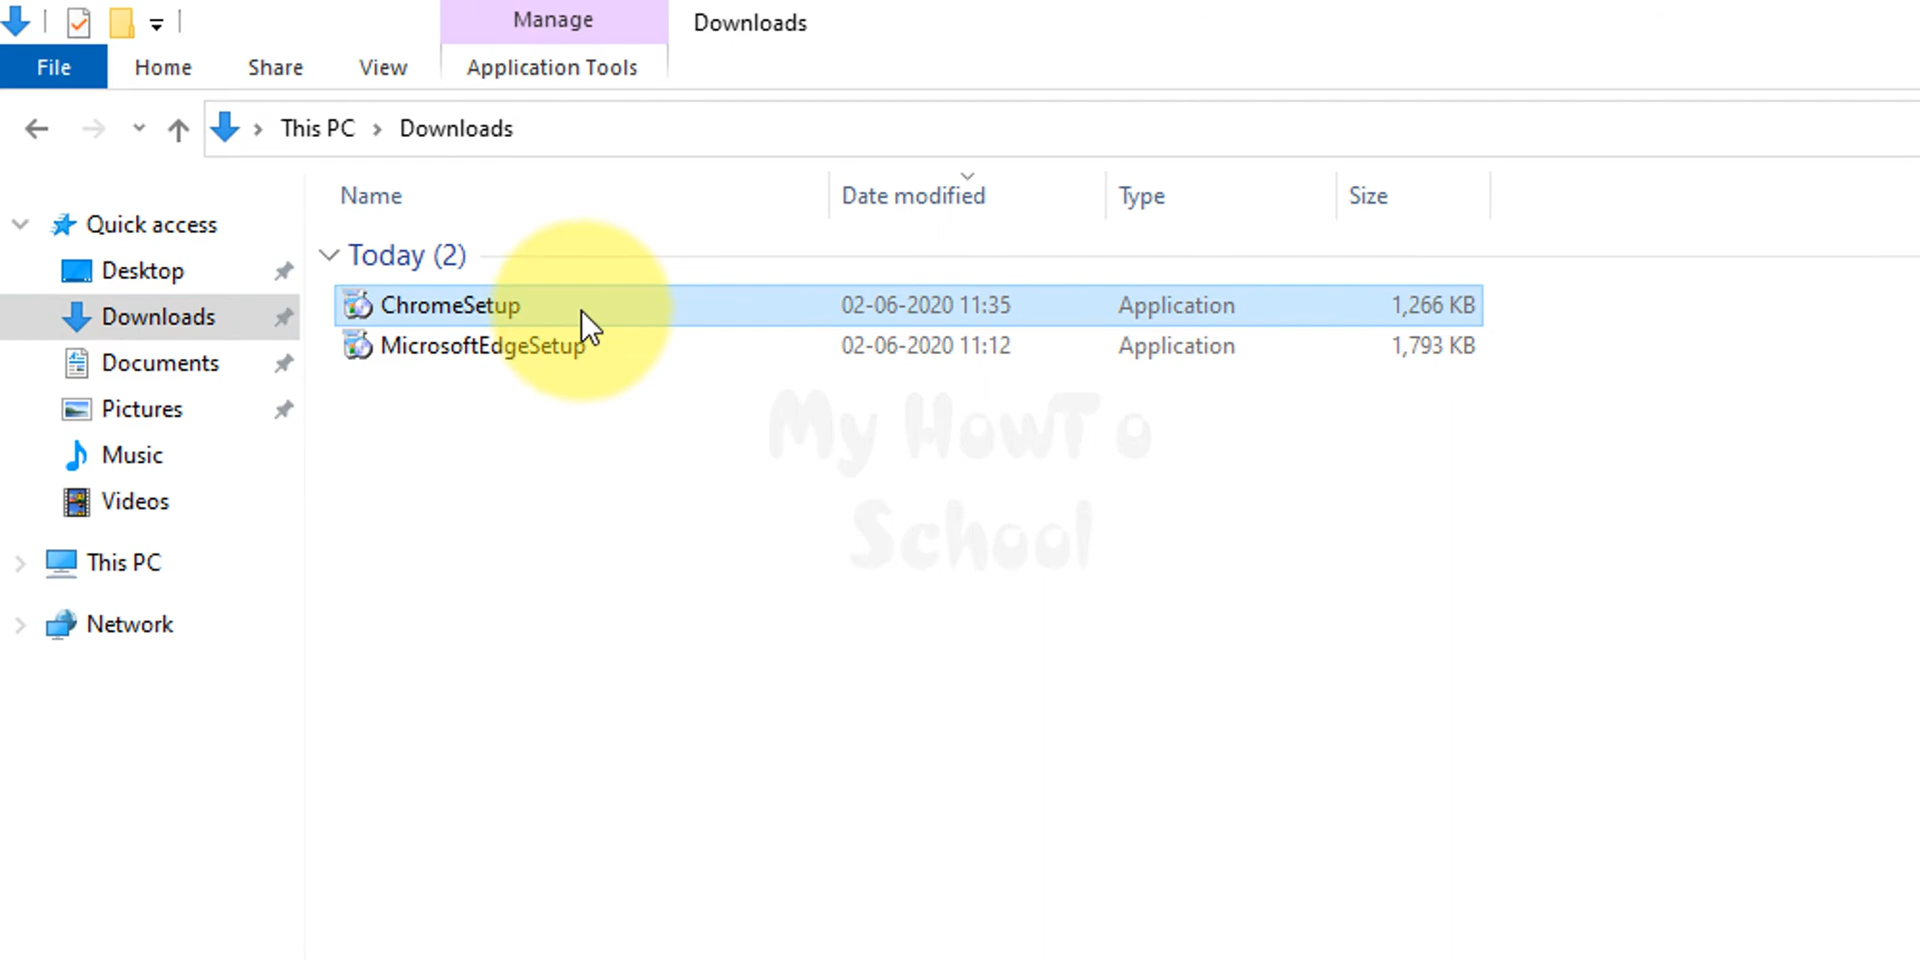 Manage
Downloads
File
Home
Share
View
Application Tools
This PC
Downloads
Name
Date modified
Type
Size
Quick access
Desktop
Downloads
Documents
Pictures
Music
Videos
This PC
Network
Today (2)
ChromeSetup 02-06-2020 11:35 Application 1,266 KB
MicrosoftEdgeSetup 02-06-2020 11:12 Application 1,793 KB
My HowTo
School